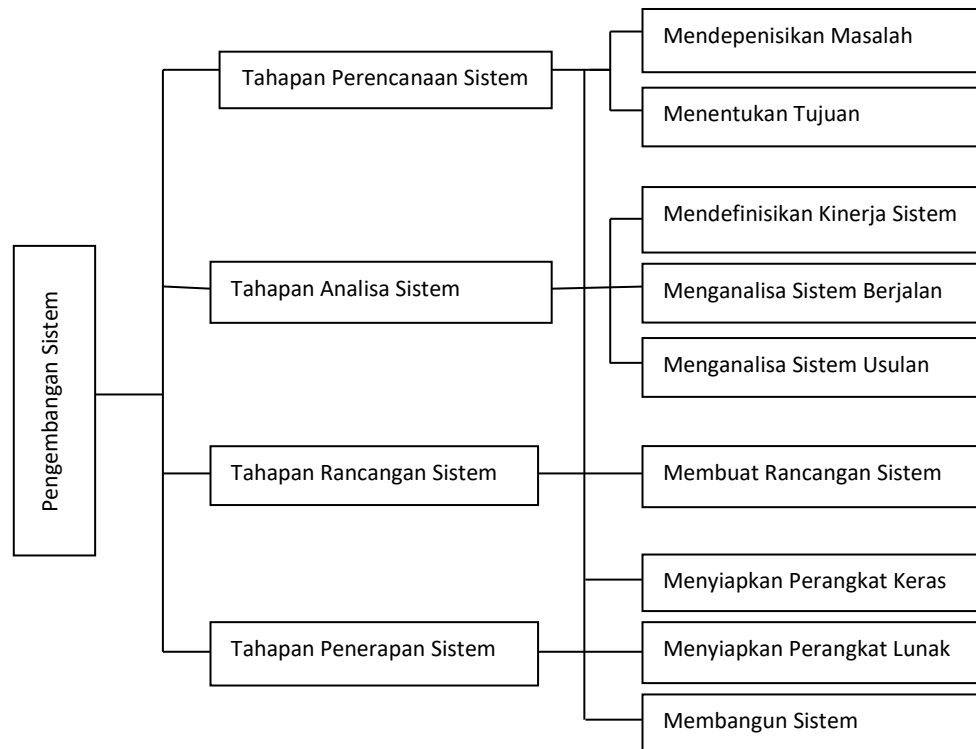 Pengembangan Sistem
Tahapan Perencanaan Sistem
Mendepenisikan Masalah
Menentukan Tujuan
Tahapan Analisa Sistem
Mendefinisikan Kinerja Sistem
Menganalisa Sistem Berjalan
Menganalisa Sistem Usulan
Tahapan Rancangan Sistem
Membuat Rancangan Sistem
Tahapan Penerapan Sistem
Menyiapkan Perangkat Keras
Menyiapkan Perangkat Lunak
Membangun Sistem